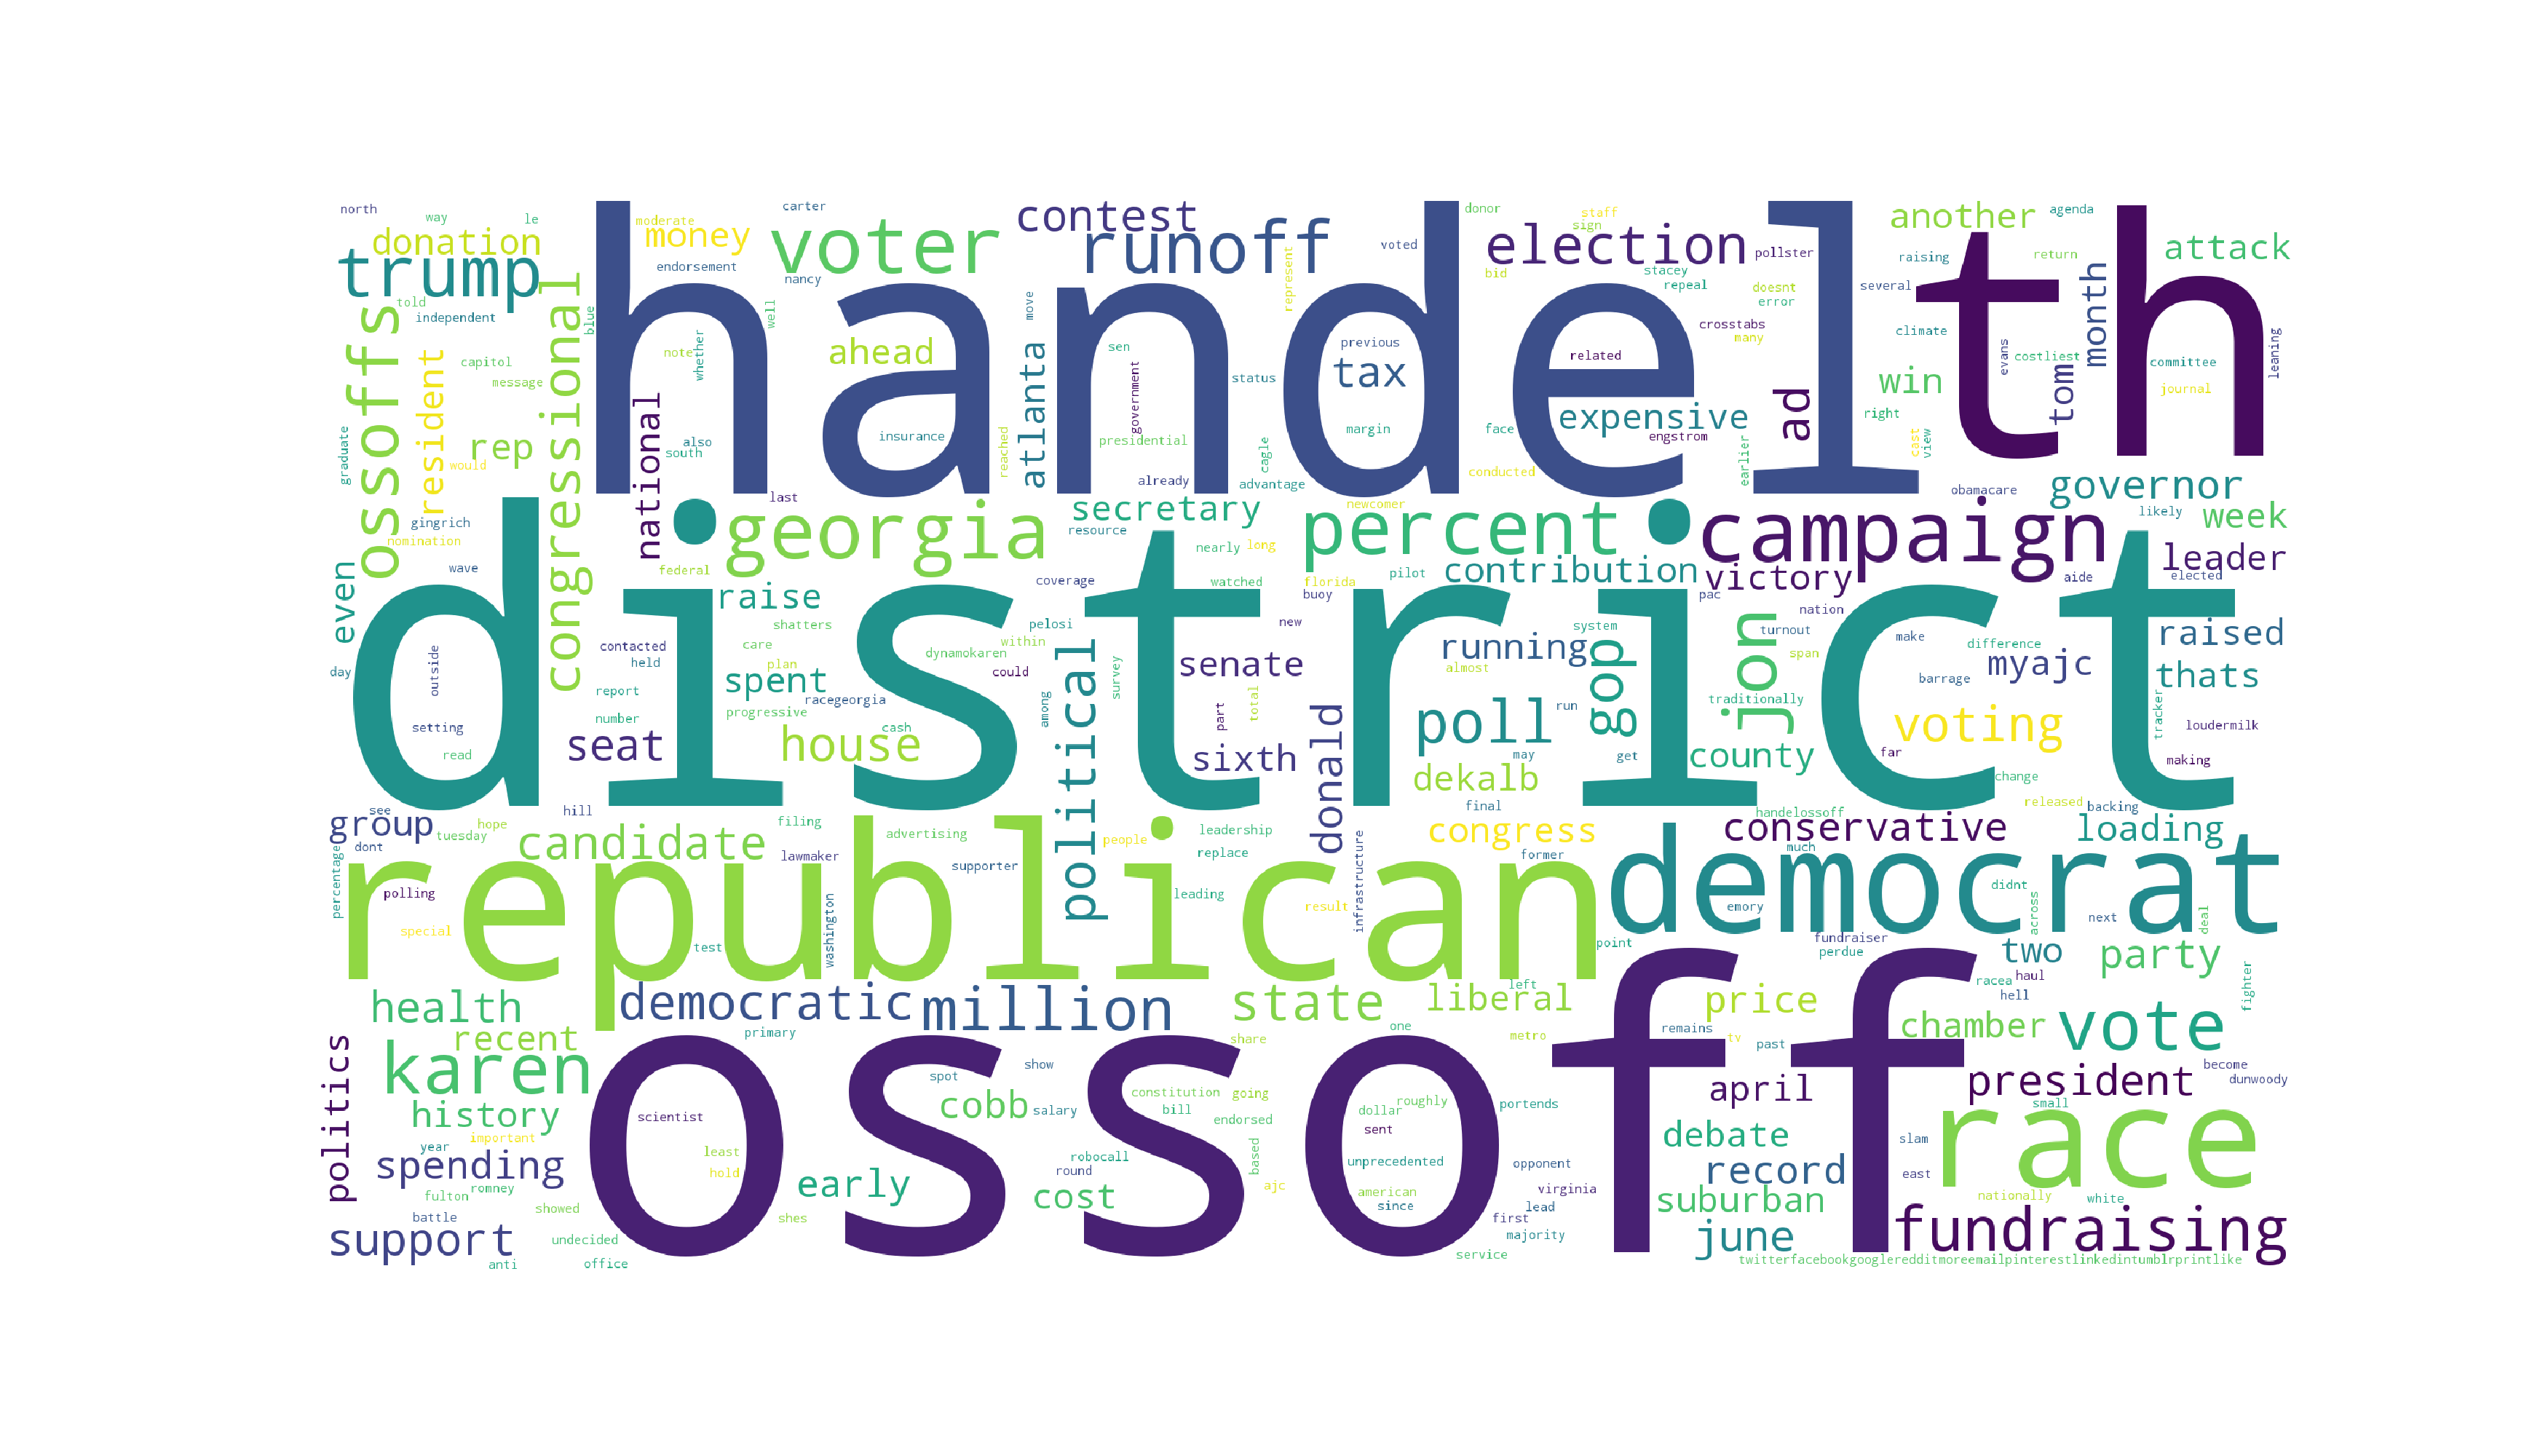 handel
th
district
republican
democrat
ossoff
north
way
le
carter
moderate
money
donation
trump
told
independent
endorsement
nancy
voter
contest
runoff
donor
staff
sign
voted
election
another
agenda
pollster
raising
return
attack
bid
stacey
repeal
doesnt
error
several
month
represent
ossoffs
congressional
blue
well
move
capitol
message
resident
note
whether
ahead
atlanta
sen
government
status
previous
tax
related
crosstabs
many
climate
costliest
evans
committee
journal
leaning
win
tom
ad
right
cast
view
expensive
engstrom
earlier
face
margin
graduate
rep
would
national
also
south
insurance
reached
presidential
cagle
already
advantage
conducted
obamacare
governor
likely
week
gingrich
nomination
last
georgia
secretary
resource
nearly
long
newcomer
percent
campaign
leader
elected
even
wave
federal
coverage
watched
florida
pilot
contribution
victory
aide
buoy
pac
nation
raise
shatters
pelosi
new
system
turnout
make
raised
difference
day
outside
contacted
held
care
plan
dynamokaren
within
could
survey
senate
running
almost
gop
jon
span
barrage
myajc
thats
report
number
spent
progressive
racegeorgia
cash
among
political
part
total
donald
poll
run
traditionally
voting
tracker
loudermilk
setting
read
seat
house
sixth
may
get
county
far
making
dekalb
change
see
hill
final
handelossoff
released
backing
group
tuesday
hope
dont
candidate
filing
lawmaker
advertising
people
leadership
replace
supporter
congress
former
conservative
much
loading
percentage
polling
special
washington
test
leading
result
infrastructure
emory
didnt
across
next
deal
point
fundraiser
perdue
two
party
health
recent
democratic
primary
million
state
liberal
left
price
racea
haul
hell
fighter
chamber
vote
politics
karen
one
share
metro
remains
tv
past
become
dunwoody
history
important
year
spot
show
cobb
salary
constitution
bill
going
endorsed
dollar
roughly
sent
portends
april
president
small
race
scientist
least
hold
spending
fulton
romney
battle
showed
early
shes
robocall
round
cost
based
ajc
unprecedented
american
since
opponent
virginia
lead
first
majority
debate
record
slam
east
suburban
nationally
white
support
undecided
anti
office
service
june
fundraising
twitterfacebookgoogleredditmoreemailpinterestlinkedintumblrprintlike